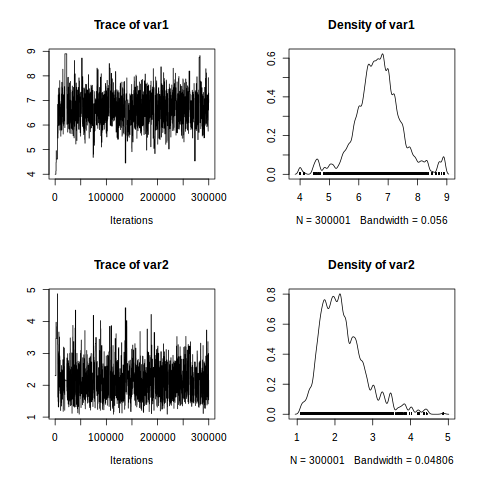 Trace of var1
9
8
7
6
5
4
0 100000 200000 300000
Iterations
Density of var1
0.6
0.4
0.2
0.0
4 5 6 7 8 9
N = 300001 Bandwidth = 0.056
Trace of var2
5
4
3
2
1
0 100000 200000 300000
Iterations
Density of var2
0.8
0.6
0.4
0.2
0.0
1 2 3 4 5
N = 300001 Bandwidth = 0.04806